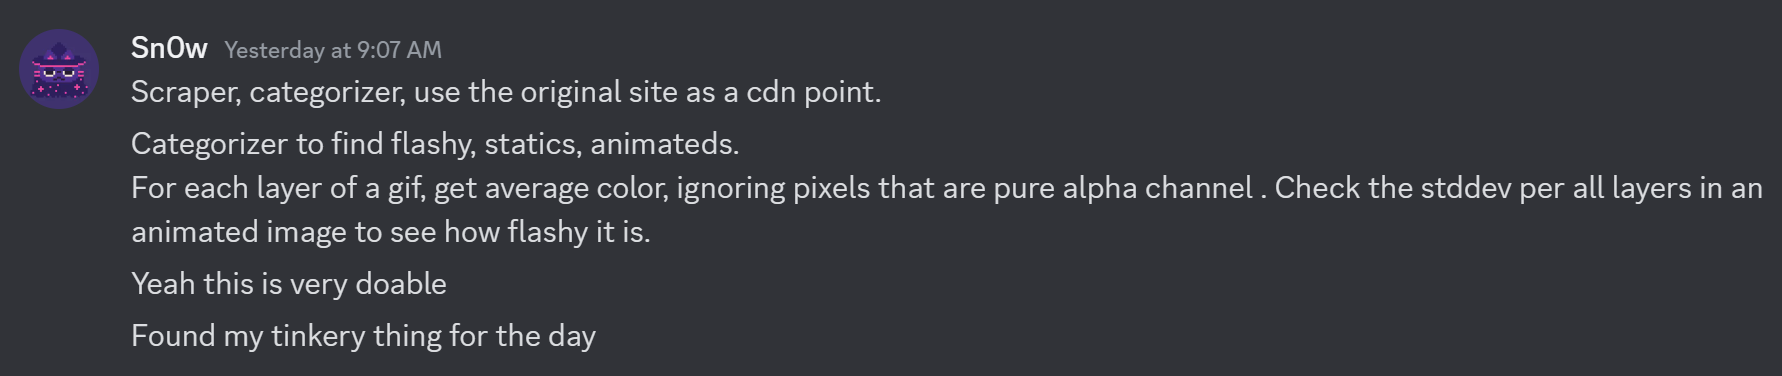 Sn0w Yesterday at 9:07 AM
Scraper, categorizer, use the original site as a cdn point.
Categorizer to find flashy, statics, animateds.
For each layer of a gif, get average color, ignoring pixels that are pure alpha channel . Check the stddev per all layers in an
animated image to see how flashy it is.
Yeah this is very doable
Found my tinkery thing for the day